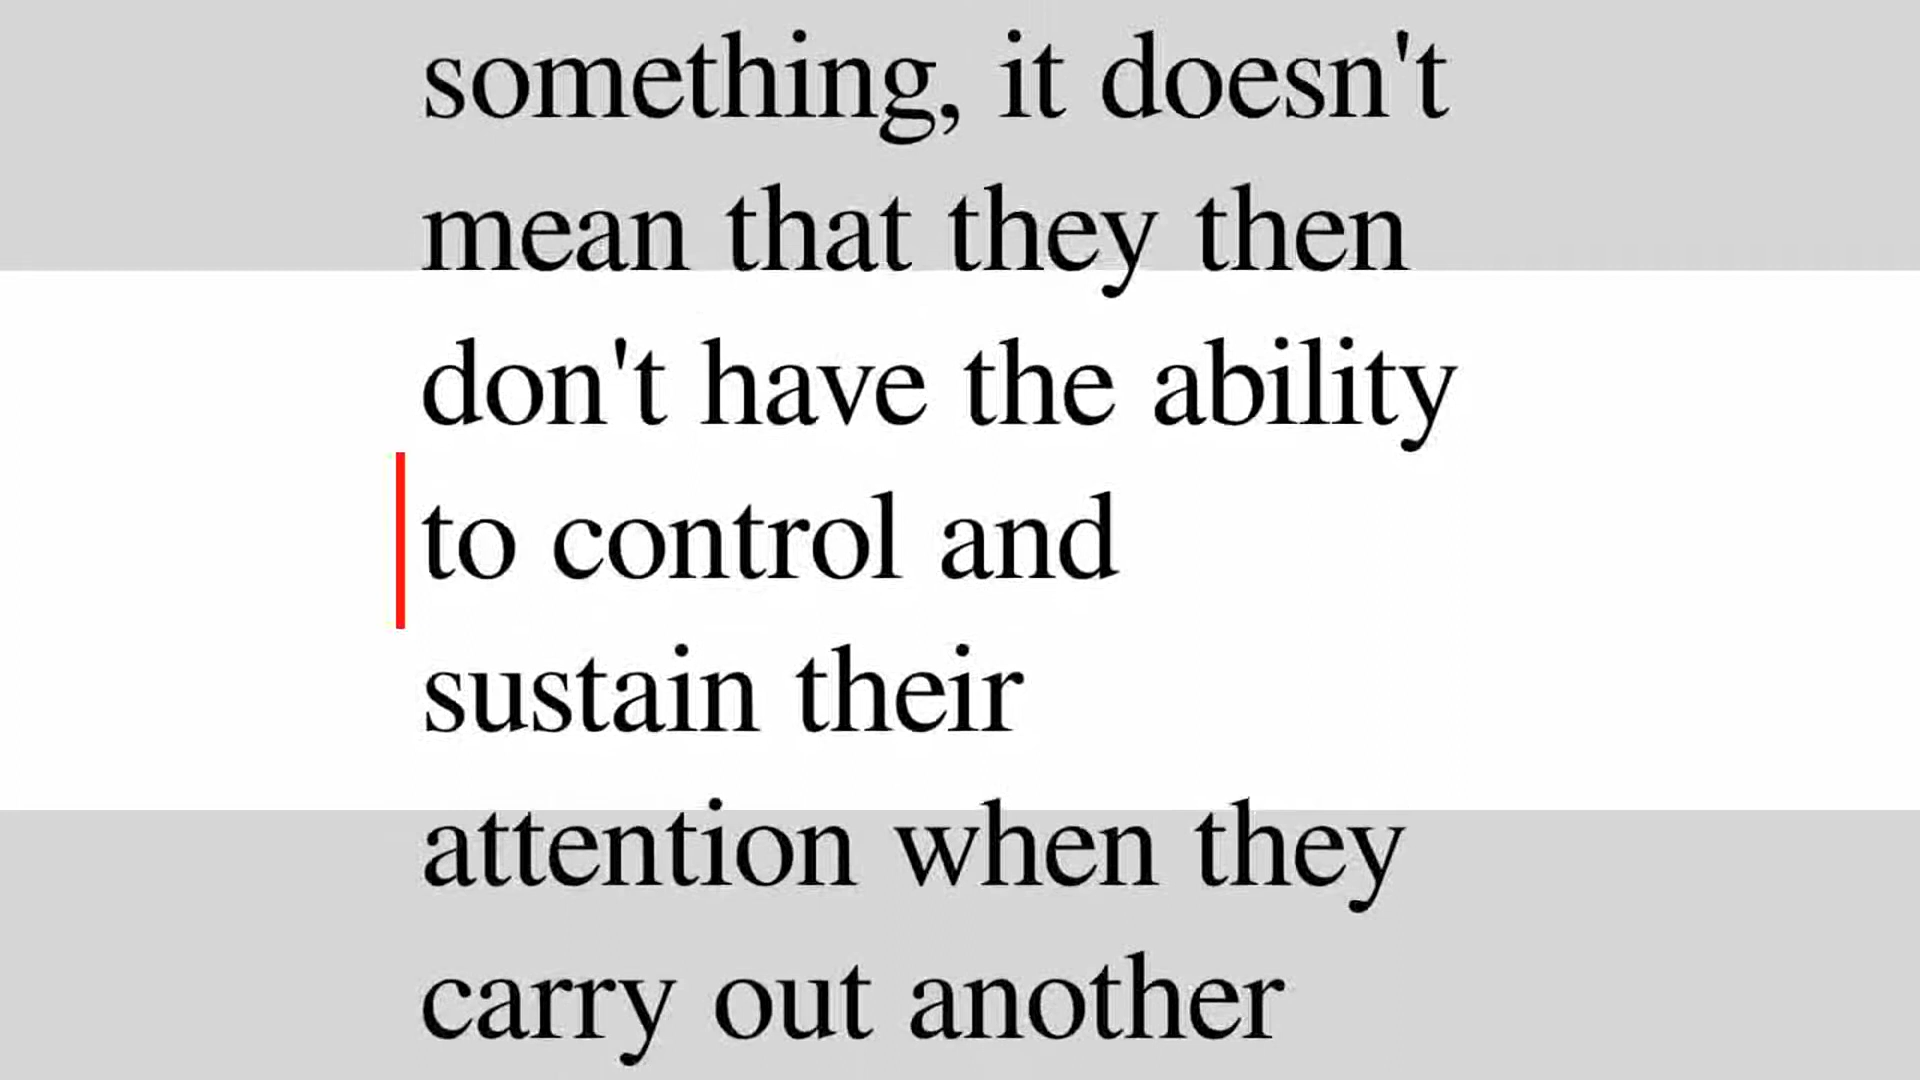 something, it doesn't
mean that they then
don't have the ability
to control and
sustain their
attention when they
carry out another